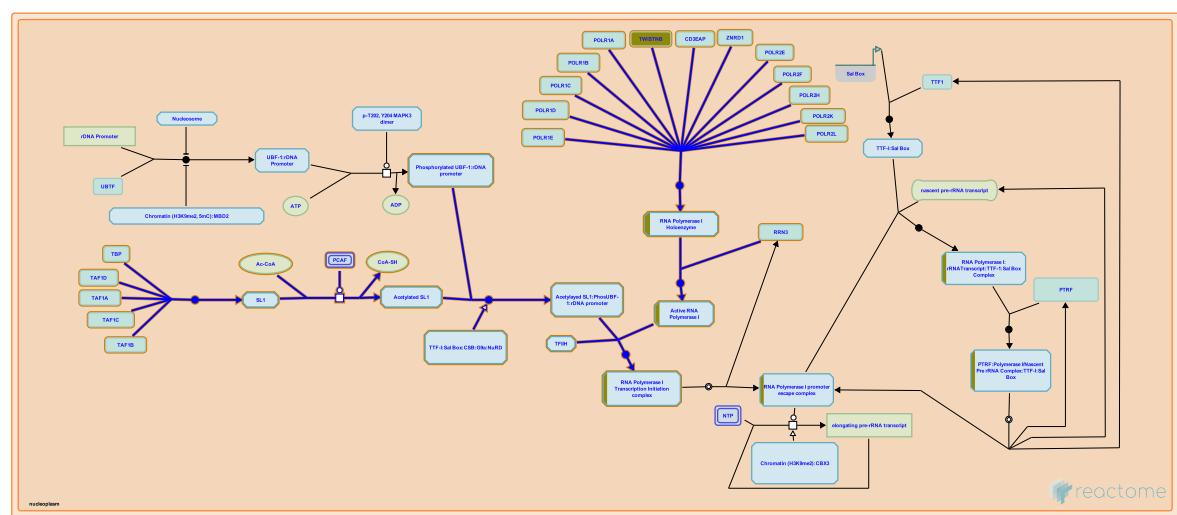 POLR1A
TWISTNB
CD3EAP
ZNRD1
POLR1B
POLR2E
POLR1C
POLR2F
POLR1D
POLR2H
POLR1E
POLR2K
POLR2L
Sal Box
TTF1
TTF-I:Sal Box
Nucleosome
p-T202,Y204 MAPK3
dimer
rDNA Promoter
UBF-1:rDNA
Promoter
Phosphorylated UBF-1:rDNA
promoter
UBTF
ATP
ADP
Chromatin (H3K9me2, 5mC):MBD2
nascent pre-rRNA transcript
RNA Polymerase I
Holoenzyme
RRN3
TBP
TAF1D
TAF1A
TAF1C
TAF1B
Ac-CoA
PCAF
CoA-SH
SL1
Acetylated SL1
Acetylayed SL1:Phos.UBF-
1:rDNA promoter
Active RNA
Polymerase I
RNA Polymerase I:
rRNATranscript:TTF-1:Sal Box
Complex
PTRF
TTF-I:Sal Box:CSB:G9a:NuRD
TFIIH
RNA Polymerase I
Transcription Initiation
complex
RNA Polymerase I promoter
escape complex
PTRF:Polymerase I/Nascent
Pre rRNA Complex:TTF-I:Sal
Box
NTP
elongating pre-rRNA transcript
Chromatin (H3K9me2):CBX3
nucleoplasm
reactome